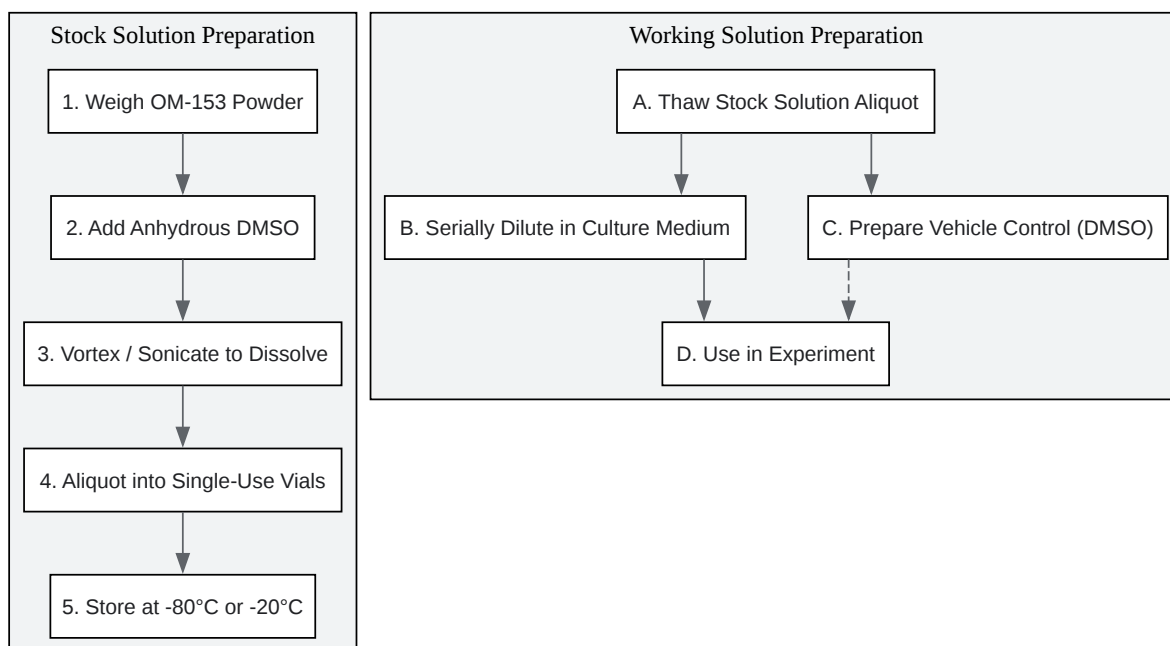 Stock Solution Preparation
1. Weigh OM-153 Powder
2. Add Anhydrous DMSO
3. Vortex / Sonicate to Dissolve
4. Aliquot into Single-Use Vials
5. Store at -80°C or -20°C
Working Solution Preparation
A. Thaw Stock Solution Aliquot
B. Serially Dilute in Culture Medium
C. Prepare Vehicle Control (DMSO)
D. Use in Experiment